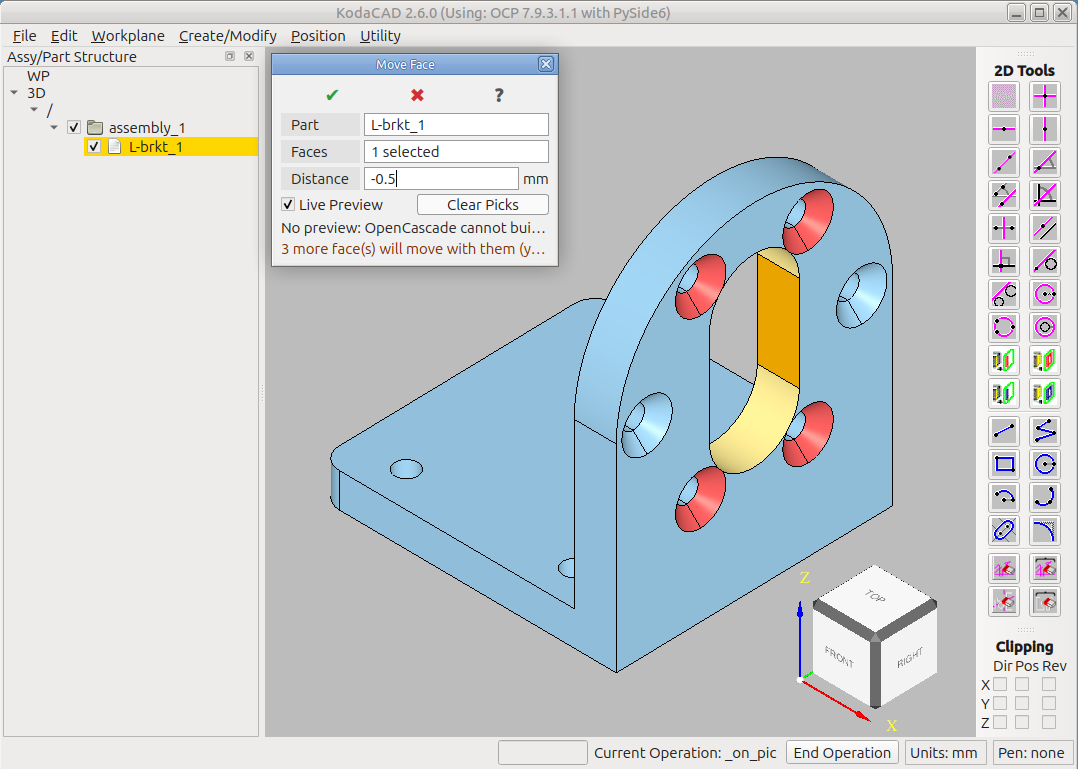 KodaCAD 2.6.0 (Using: OCP 7.9.3.1.1 with PySide6)
File Edit Workplane Create/Modify Position Utility
Assy/Part Structure
WP
3D
/
assembly_1
L-brkt_1
Move Face
?
Part L-brkt_1
Faces 1 selected
Distance -0.5 mm
Live Preview Clear Picks
No preview: OpenCascade cannot bui...
3 more face(s) will move with them (y...
2D Tools
Z
TOP
FRONT
RIGHT
X
Clipping
Dir Pos Rev
X
Y
Z
Current Operation: _on_pic End Operation Units: mm Pen: none